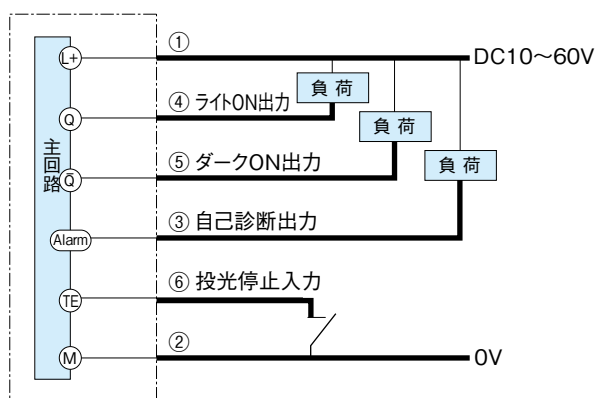 ① 
L+
DC10～60V
負 荷
④ ライトON出力
Q
負 荷
主回路
⑤ ダークON出力
Q̄
負 荷
③ 自己診断出力
Alarm
⑥ 投光停止入力
TE
②
M
0V